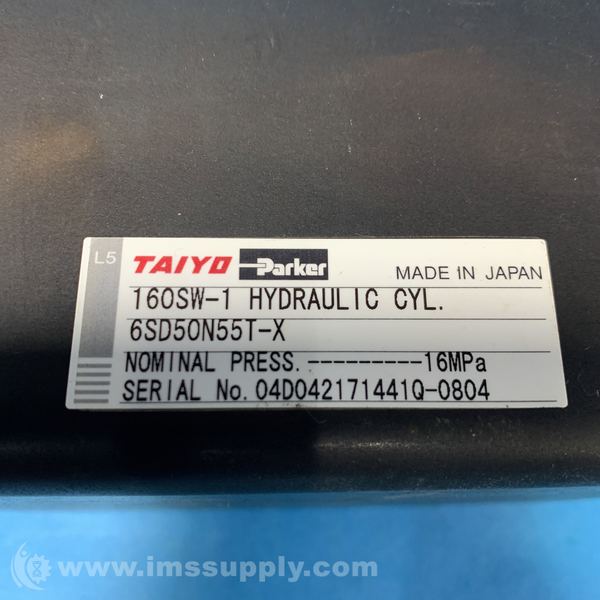 L5 TAIYO Parker MADE IN JAPAN
160SW-1 HYDRAULIC CYL.
6SD50N55T-X
NOMINAL PRESS.---------16MPa
SERIAL No. 04D042171441Q-0804
© www.imssupply.com